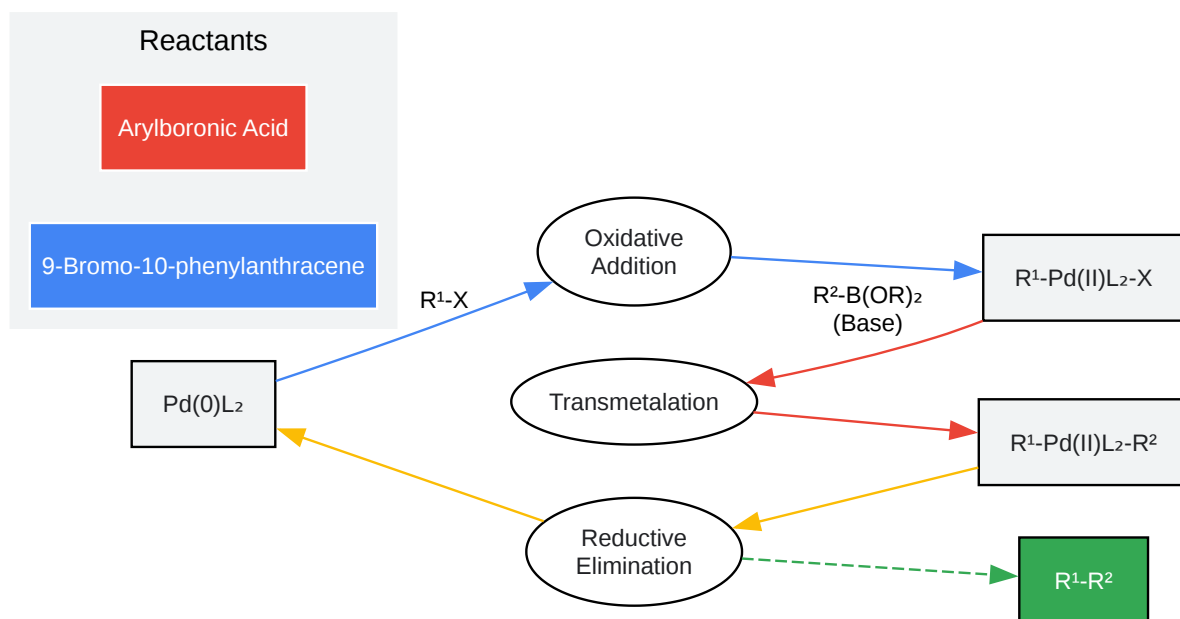 Reactants
Arylboronic Acid
9-Bromo-10-phenylanthracene
Oxidative
Addition
R¹-Pd(II)L₂-X
R¹-X
R²-B(OR)₂
(Base)
Pd(0)L₂
Transmetalation
R¹-Pd(II)L₂-R²
Reductive
Elimination
R¹-R²